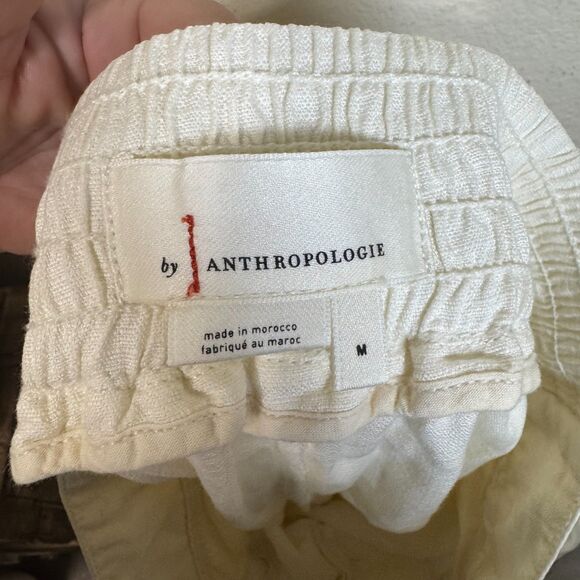 by ANTHROPOLOGIE
made in morocco
fabriqué au maroc
M